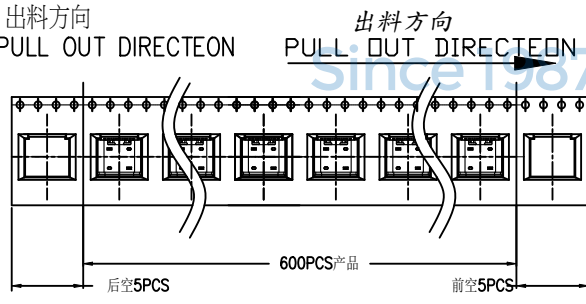 出料方向
PULL OUT DIRECTEON
出料方向
PULL OUT DIRECTEON
Since 1987
600PCS产品
后空5PCS
前空5PCS